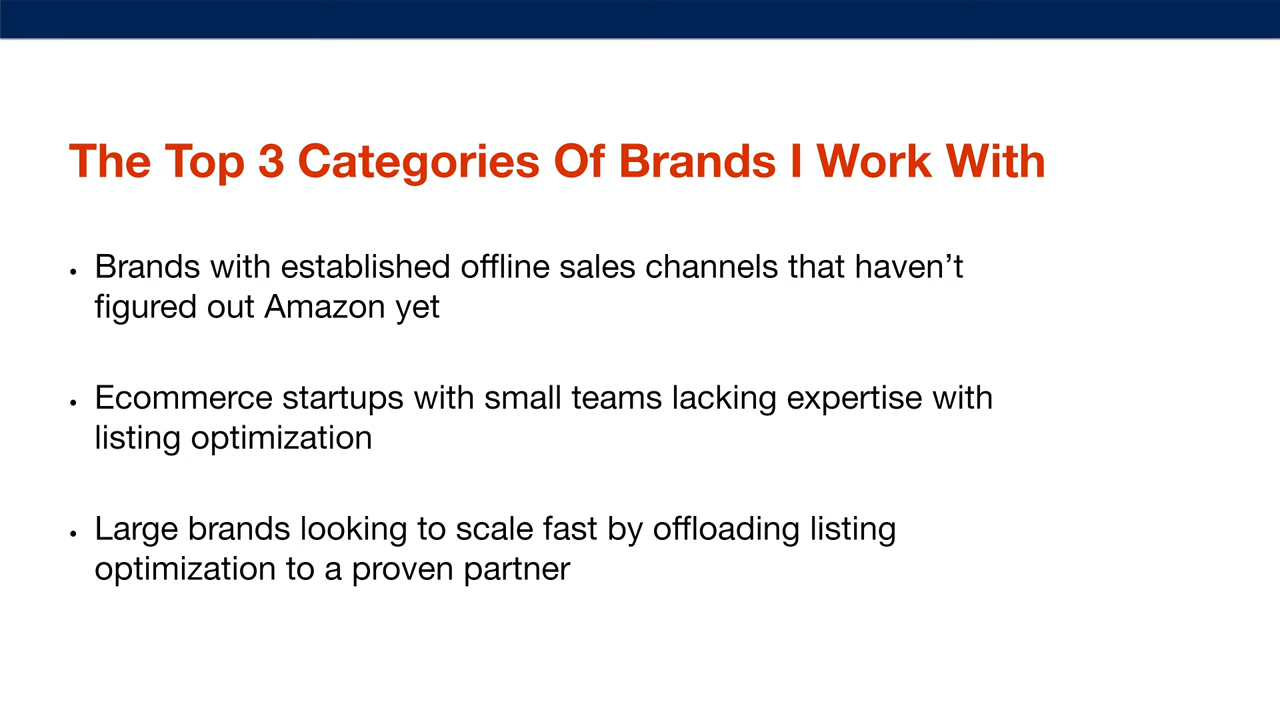 The Top 3 Categories Of Brands I Work With
• Brands with established offline sales channels that haven’t
figured out Amazon yet
• Ecommerce startups with small teams lacking expertise with
listing optimization
• Large brands looking to scale fast by offloading listing
optimization to a proven partner